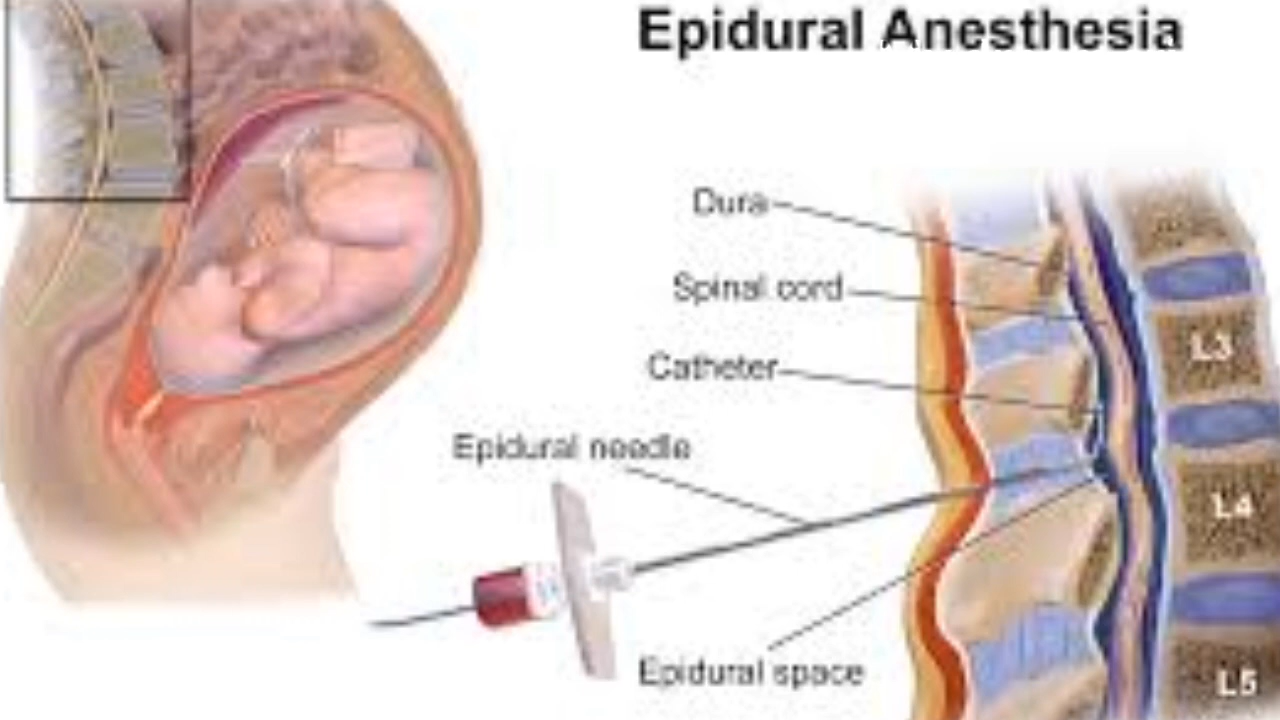 Epidural Anesthesia
Dura
Spinal cord
Catheter
Epidural needle
Epidural space
L3
L4
L5